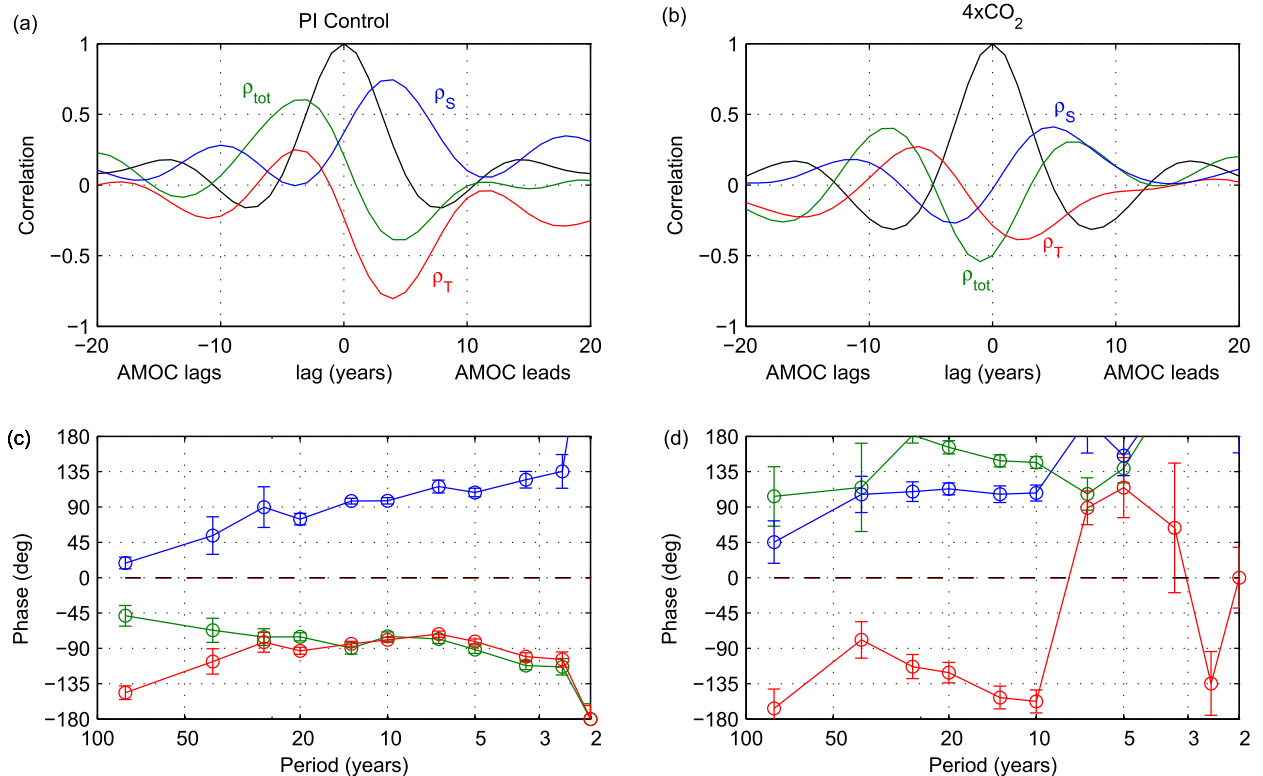 (a) PI Control
1
0.5
0
−0.5
−1
Correlation
ρtot
ρS
ρT
−20 −10 0 10 20
AMOC lags lag (years) AMOC leads
(b) 4xCO2
1
0.5
0
−0.5
−1
Correlation
ρS
ρT
ρtot
−20 −10 0 10 20
AMOC lags lag (years) AMOC leads
(c)
180
135
90
45
0
−45
−90
−135
−180
Phase (deg)
100 50 20 10 5 3 2
Period (years)
(d)
180
135
90
45
0
−45
−90
−135
−180
Phase (deg)
100 50 20 10 5 3 2
Period (years)